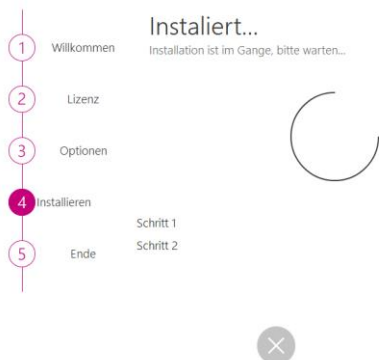 Instaliert...
Installation ist im Gange, bitte warten...
1 Willkommen
2 Lizenz
3 Optionen
4 Installieren
5 Ende
Schritt 1
Schritt 2